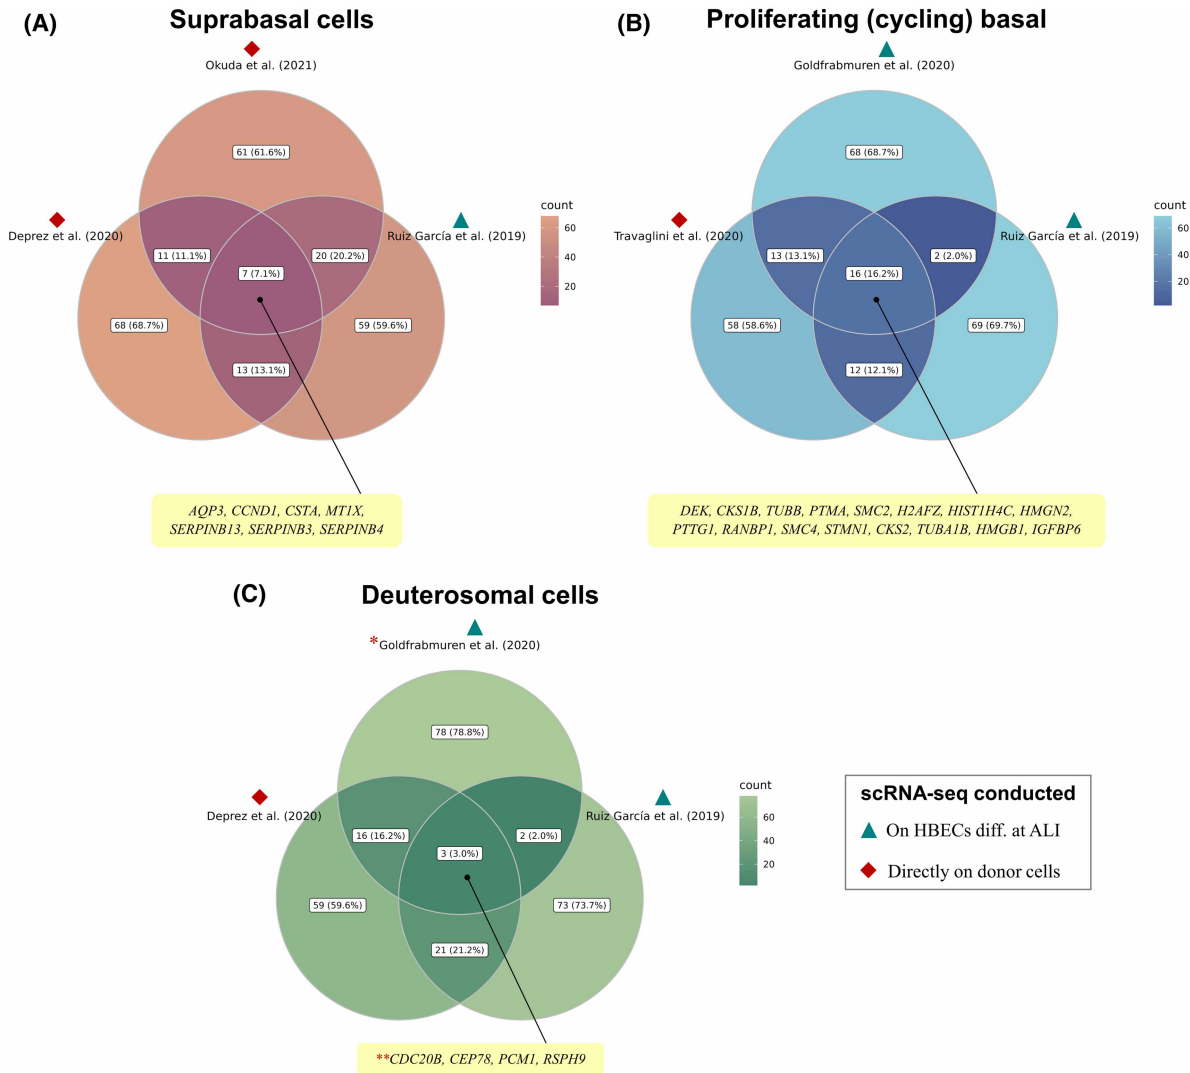 (A)
Suprabasal cells
Okuda et al. (2021)
61 (61.6%)
Deprez et al. (2020)
Ruiz García et al. (2019)
11 (11.1%)
20 (20.2%)
7 (7.1%)
68 (68.7%)
59 (59.6%)
13 (13.1%)
count
60
40
20
AQP3, CCND1, CSTA, MT1X,
SERPINB13, SERPINB3, SERPINB4
(B)
Proliferating (cycling) basal
Goldfrabmuren et al. (2020)
68 (68.7%)
Travaglini et al. (2020)
Ruiz García et al. (2019)
13 (13.1%)
2 (2.0%)
16 (16.2%)
58 (58.6%)
69 (69.7%)
12 (12.1%)
count
60
40
20
DEK, CKS1B, TUBB, PTMA, SMC2, H2AFZ, HIST1H4C, HMGN2,
PTTG1, RANBP1, SMC4, STMN1, CKS2, TUBA1B, HMGB1, IGFBP6
(C)
Deuterosomal cells
*Goldfrabmuren et al. (2020)
78 (78.8%)
Deprez et al. (2020)
Ruiz García et al. (2019)
16 (16.2%)
2 (2.0%)
3 (3.0%)
59 (59.6%)
73 (73.7%)
21 (21.2%)
count
60
40
20
**CDC20B, CEP78, PCM1, RSPH9
scRNA-seq conducted
On HBECs diff. at ALI
Directly on donor cells